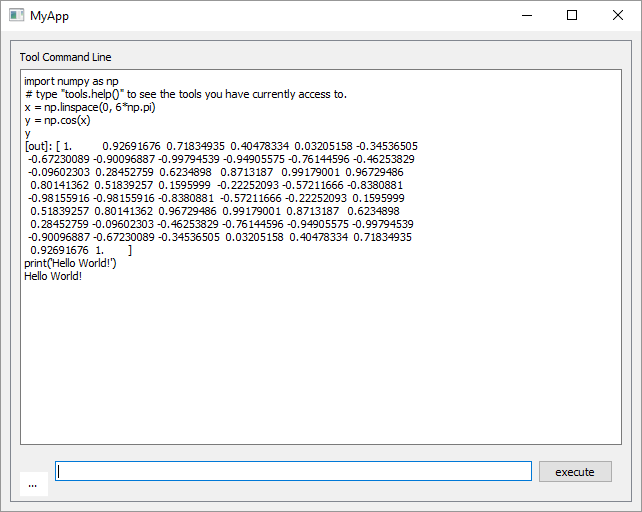 MyApp
Tool Command Line
import numpy as np
# type "tools.help()" to see the tools you have currently access to.
x = np.linspace(0, 6*np.pi)
y = np.cos(x)
y
[out]: [ 1. 0.92691676 0.71834935 0.40478334 0.03205158 -0.34536505
-0.67230089 -0.90096887 -0.99794539 -0.94905575 -0.76144596 -0.46253829
-0.09602303 0.28452759 0.6234898 0.8713187 0.99179001 0.96729486
0.80141362 0.51839257 0.1595999 -0.22252093 -0.57211666 -0.8380881
-0.98155916 -0.98155916 -0.8380881 -0.57211666 -0.22252093 0.1595999
0.51839257 0.80141362 0.96729486 0.99179001 0.8713187 0.6234898
0.28452759 -0.09602303 -0.46253829 -0.76144596 -0.94905575 -0.99794539
-0.90096887 -0.67230089 -0.34536505 0.03205158 0.40478334 0.71834935
0.92691676 1. ]
print('Hello World!')
Hello World!
...
execute